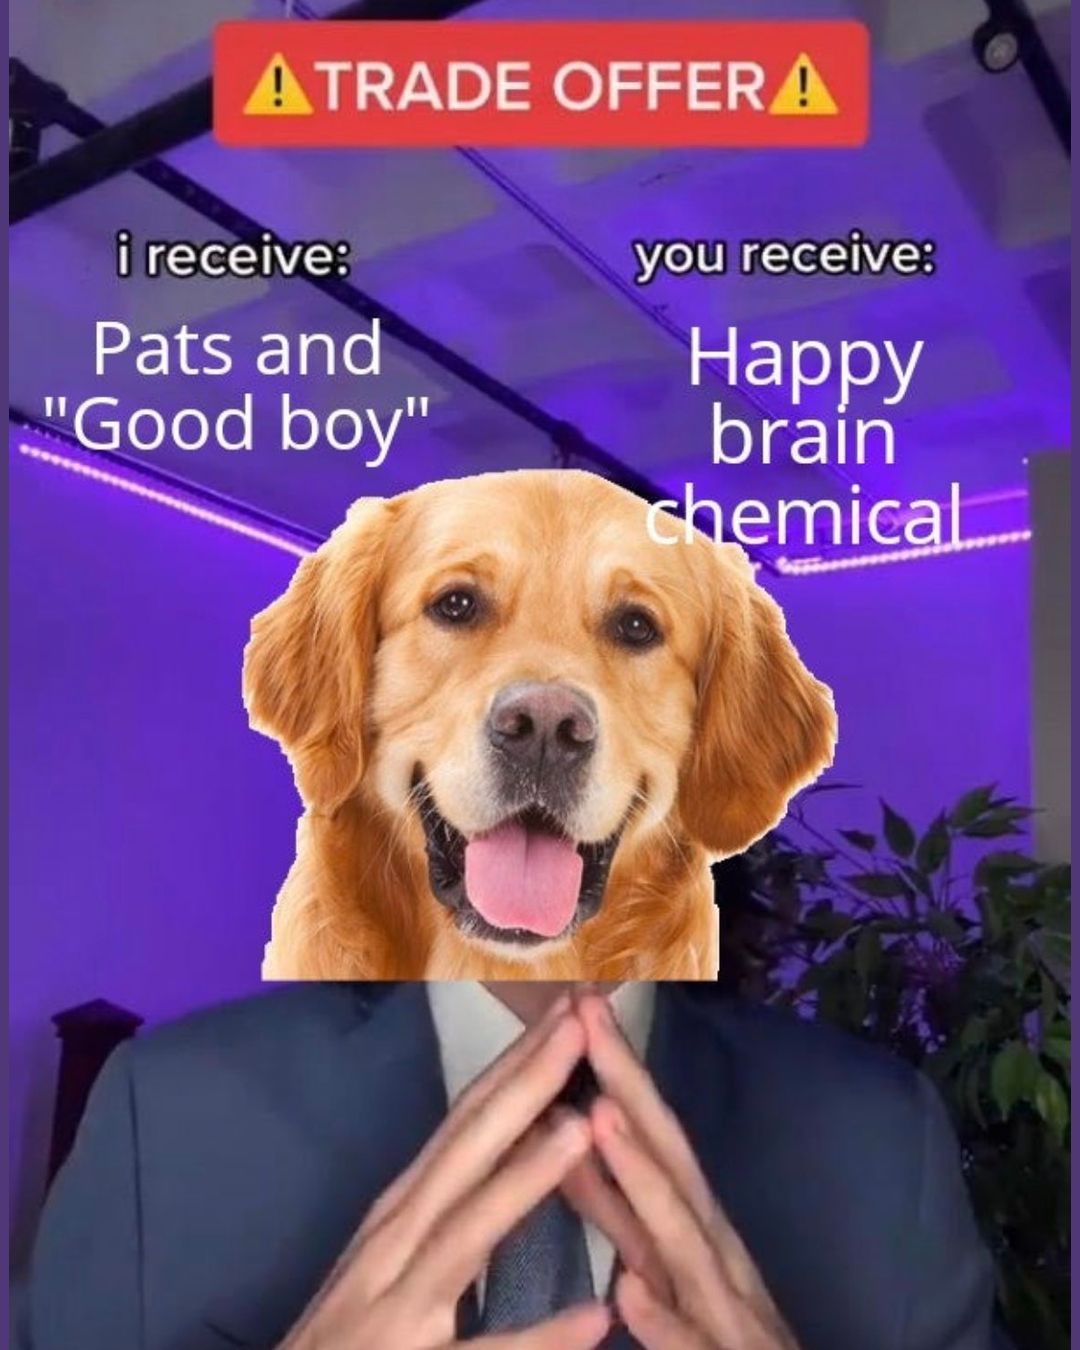 ⚠TRADE OFFER⚠
i receive:
you receive:
Pats and
"Good boy"
Happy
brain
chemical